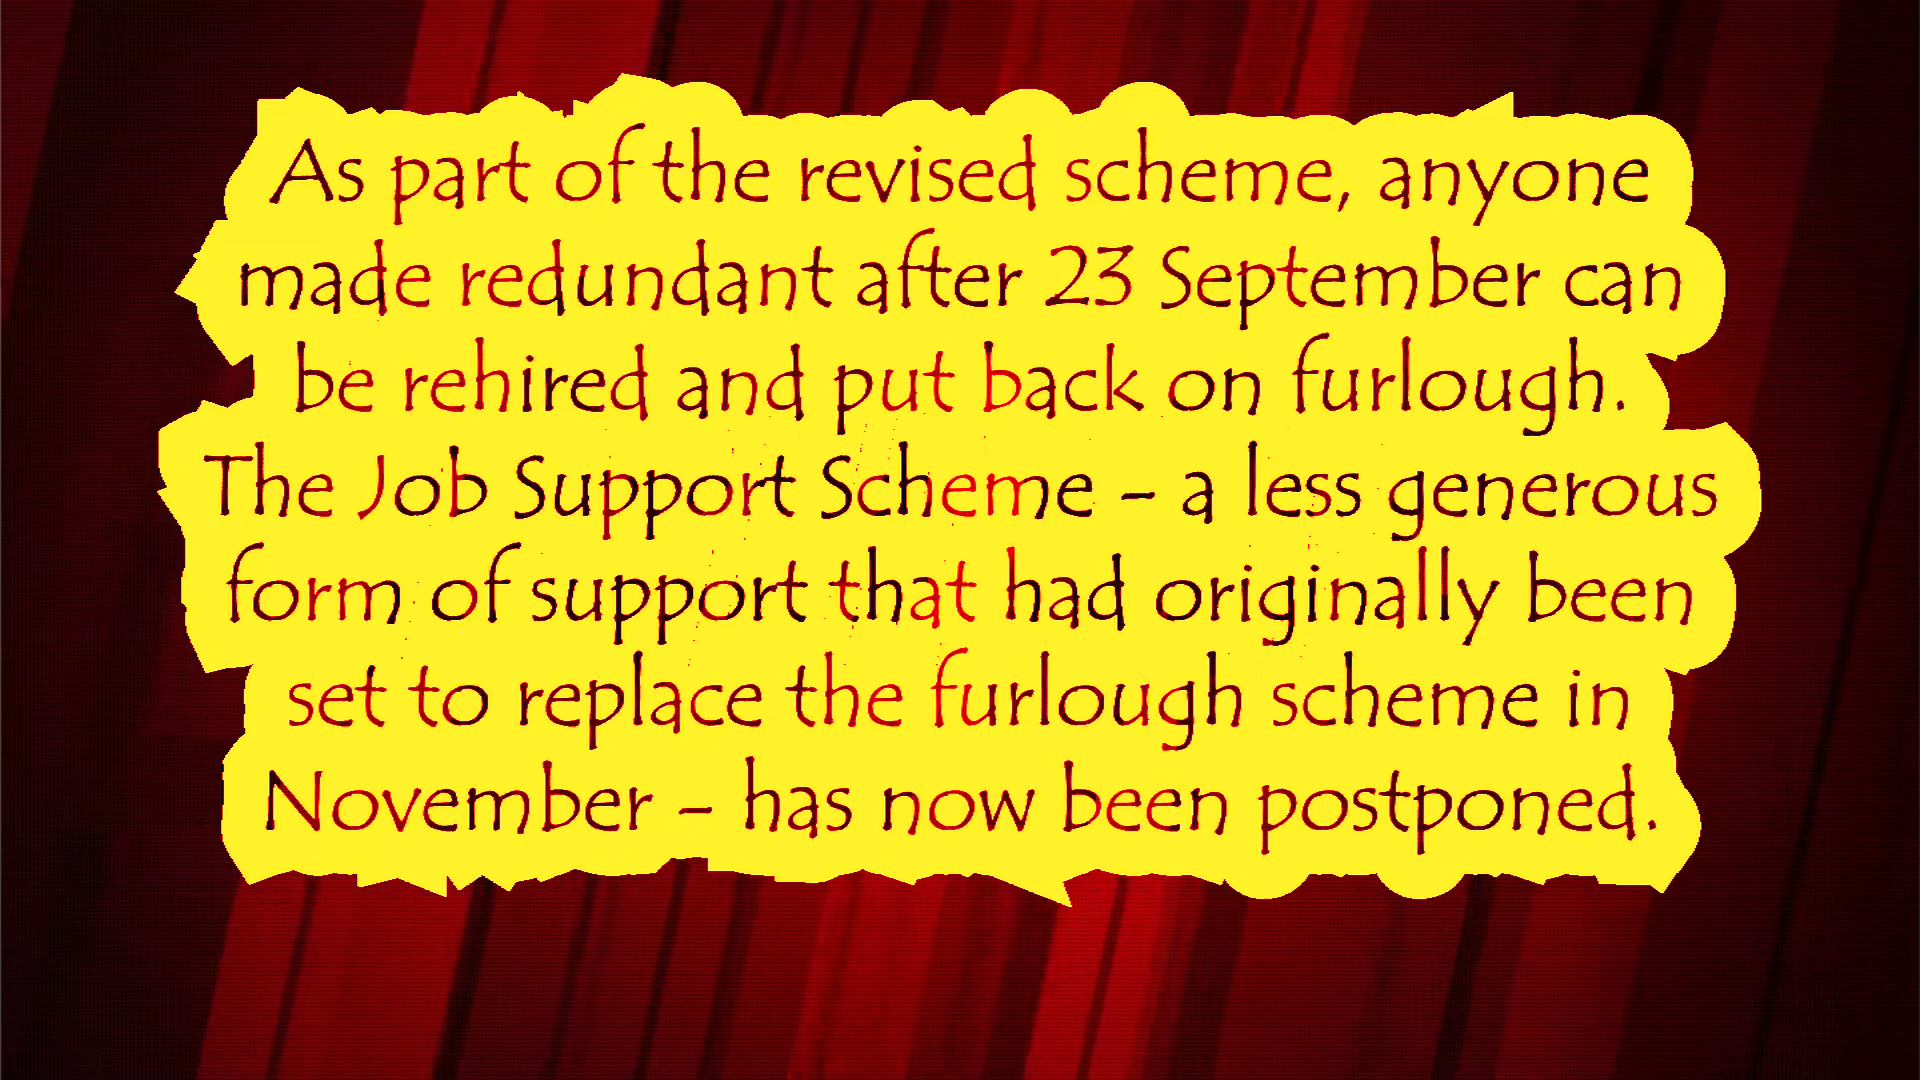 As part of the revised scheme, anyone
made redundant after 23 September can
be rehired and put back on furlough.
The Job Support Scheme – a less generous
form of support that had originally been
set to replace the furlough scheme in
November – has now been postponed.